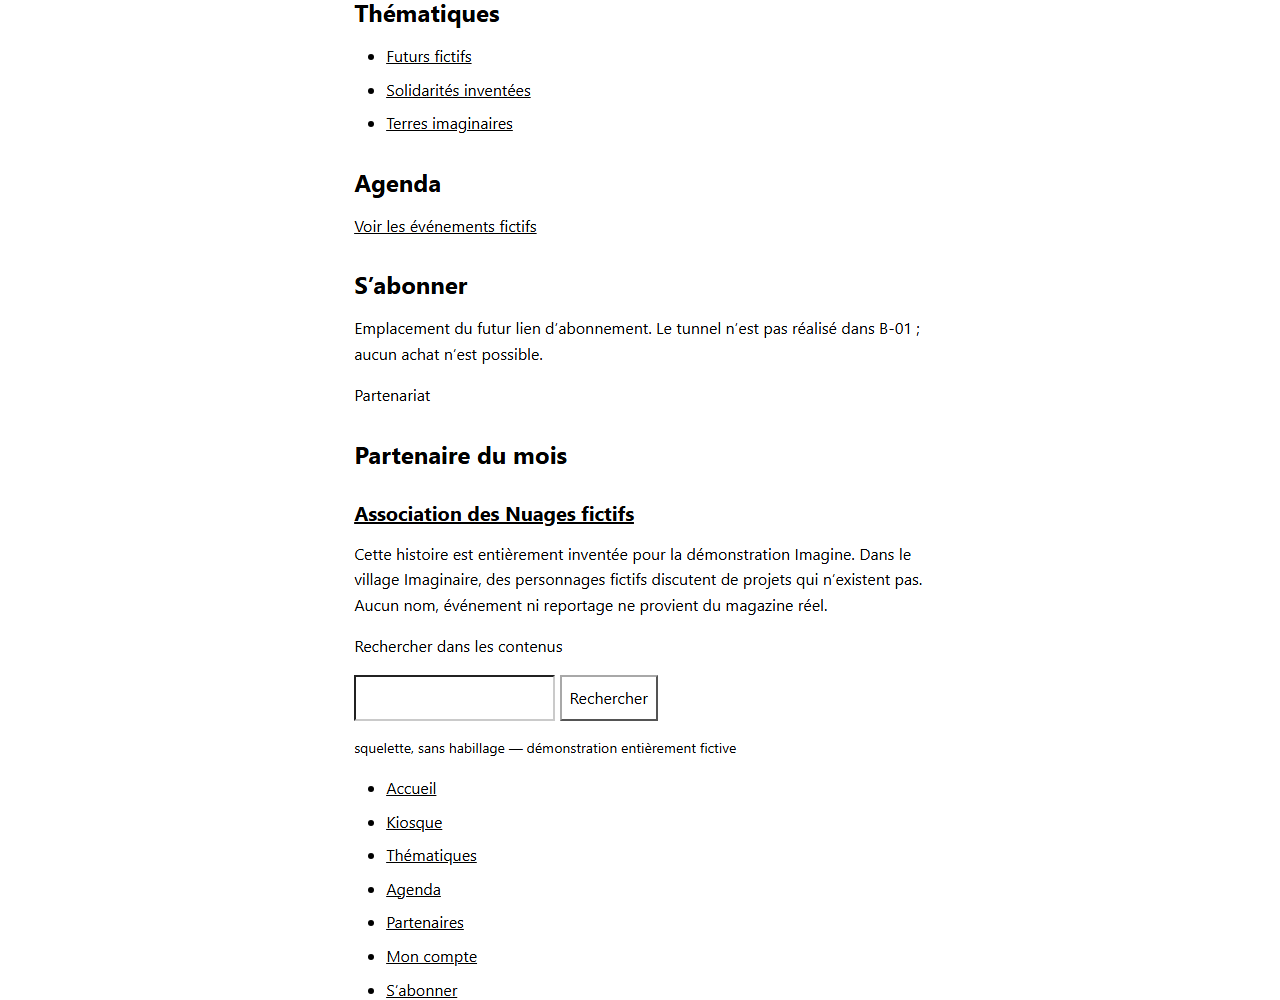 Thématiques
Futurs fictifs
Solidarités inventées
Terres imaginaires
Agenda
Voir les événements fictifs
S’abonner
Emplacement du futur lien d’abonnement. Le tunnel n’est pas réalisé dans B-01 ;
aucun achat n’est possible.
Partenariat
Partenaire du mois
Association des Nuages fictifs
Cette histoire est entièrement inventée pour la démonstration Imagine. Dans le
village Imaginaire, des personnages fictifs discutent de projets qui n’existent pas.
Aucun nom, événement ni reportage ne provient du magazine réel.
Rechercher dans les contenus
Rechercher
squelette, sans habillage — démonstration entièrement fictive
Accueil
Kiosque
Thématiques
Agenda
Partenaires
Mon compte
S’abonner